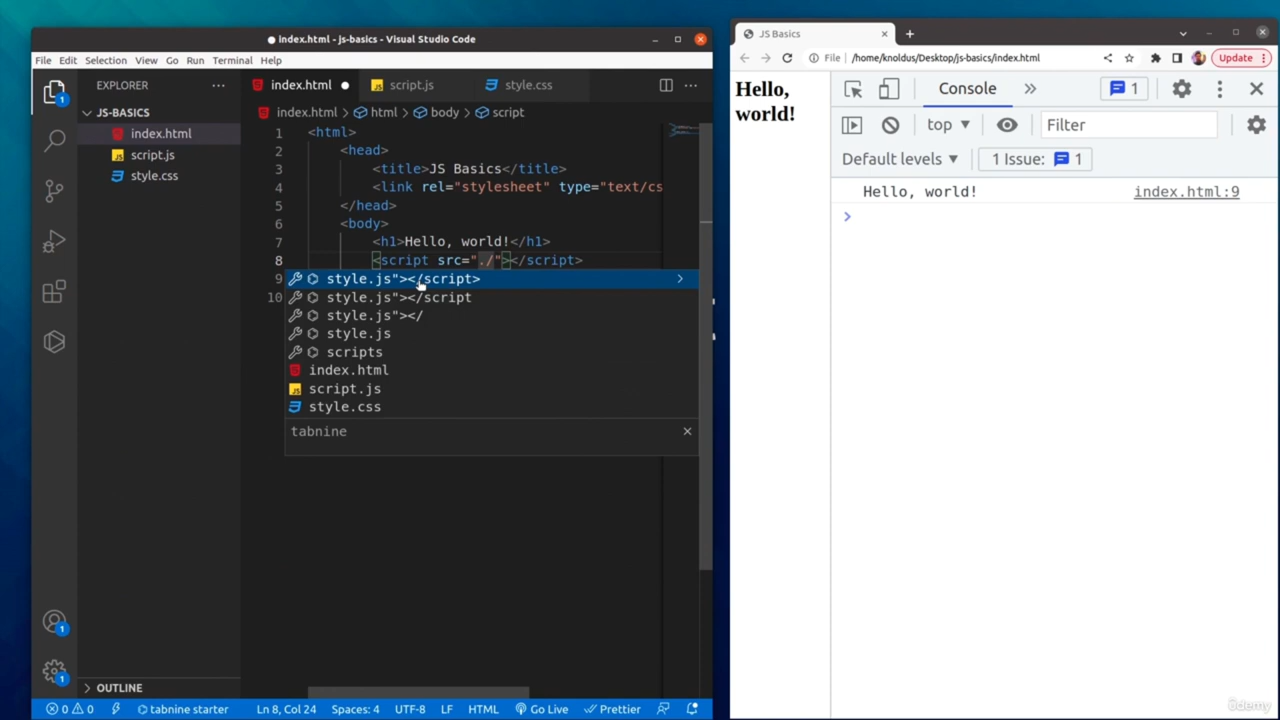 index.html - js-basics - Visual Studio Code
File Edit Selection View Go Run Terminal Help
EXPLORER
JS-BASICS
index.html
script.js
style.css
OUTLINE
1
1
1
index.html
script.js
style.css
index.html > html > body > script
1 <html>
2 <head>
3 <title>JS Basics</title>
4 <link rel="stylesheet" type="text/cs
5 </head>
6 <body>
7 <h1>Hello, world!</h1>
8 <script src="./"></script>
9
10
style.js"></script>
style.js"></script
style.js"></
style.js
scripts
index.html
script.js
style.css
tabnine
0 0 tabnine starter Ln 8, Col 24 Spaces: 4 UTF-8 LF HTML Go Live Prettier
JS Basics
File /home/knoldus/Desktop/js-basics/index.html Update
Hello,
world!
Console 1
top Filter
Default levels 1 Issue: 1
Hello, world! index.html:9
ûdemy